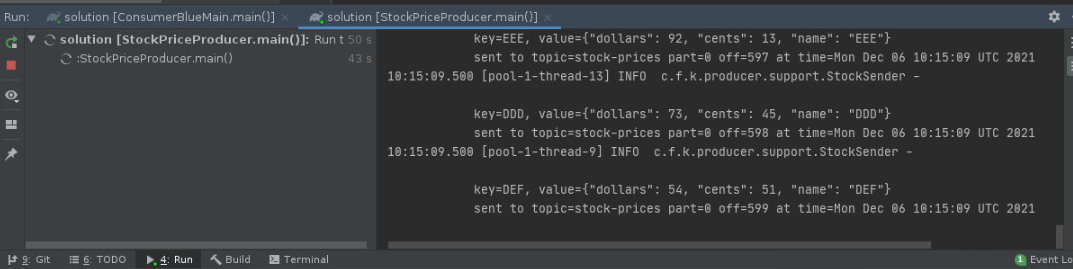 Run: solution [ConsumerBlueMain.main()] × solution [StockPriceProducer.main()] ×
solution [StockPriceProducer.main()]: Run t 50 s
:StockPriceProducer.main() 43 s
key=EEE, value={"dollars": 92, "cents": 13, "name": "EEE"}
sent to topic=stock-prices part=0 off=597 at time=Mon Dec 06 10:15:09 UTC 2021
10:15:09.500 [pool-1-thread-13] INFO  c.f.k.producer.support.StockSender -
key=DDD, value={"dollars": 73, "cents": 45, "name": "DDD"}
sent to topic=stock-prices part=0 off=598 at time=Mon Dec 06 10:15:09 UTC 2021
10:15:09.500 [pool-1-thread-9] INFO  c.f.k.producer.support.StockSender -
key=DEF, value={"dollars": 54, "cents": 51, "name": "DEF"}
sent to topic=stock-prices part=0 off=599 at time=Mon Dec 06 10:15:09 UTC 2021
9: Git 6: TODO 4: Run Build Terminal 1 Event Lo